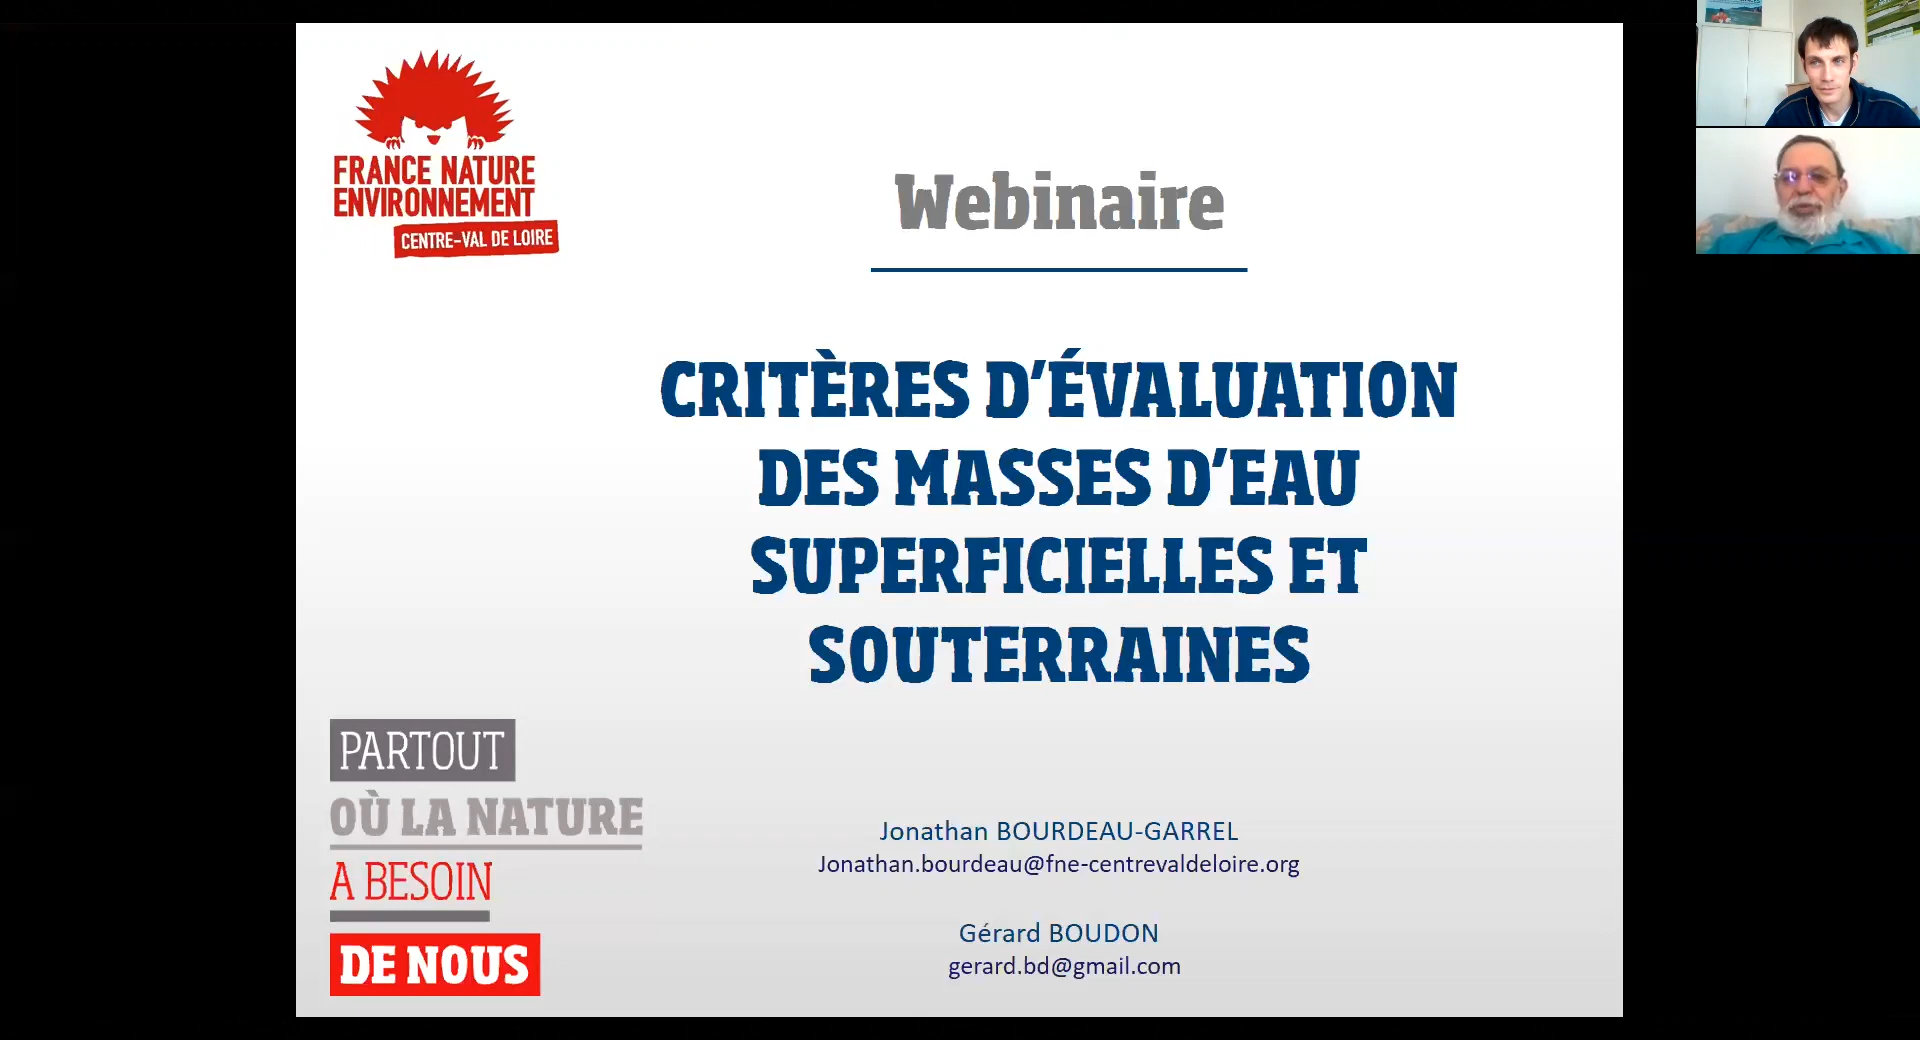 FRANCE NATURE
ENVIRONNEMENT
CENTRE-VAL DE LOIRE
Webinaire
CRITÈRES D'ÉVALUATION
DES MASSES D'EAU
SUPERFICIELLES ET
SOUTERRAINES
PARTOUT
OÙ LA NATURE
A BESOIN
DE NOUS
Jonathan BOURDEAU-GARREL
Jonathan.bourdeau@fne-centrevaldeloire.org
Gérard BOUDON
gerard.bd@gmail.com